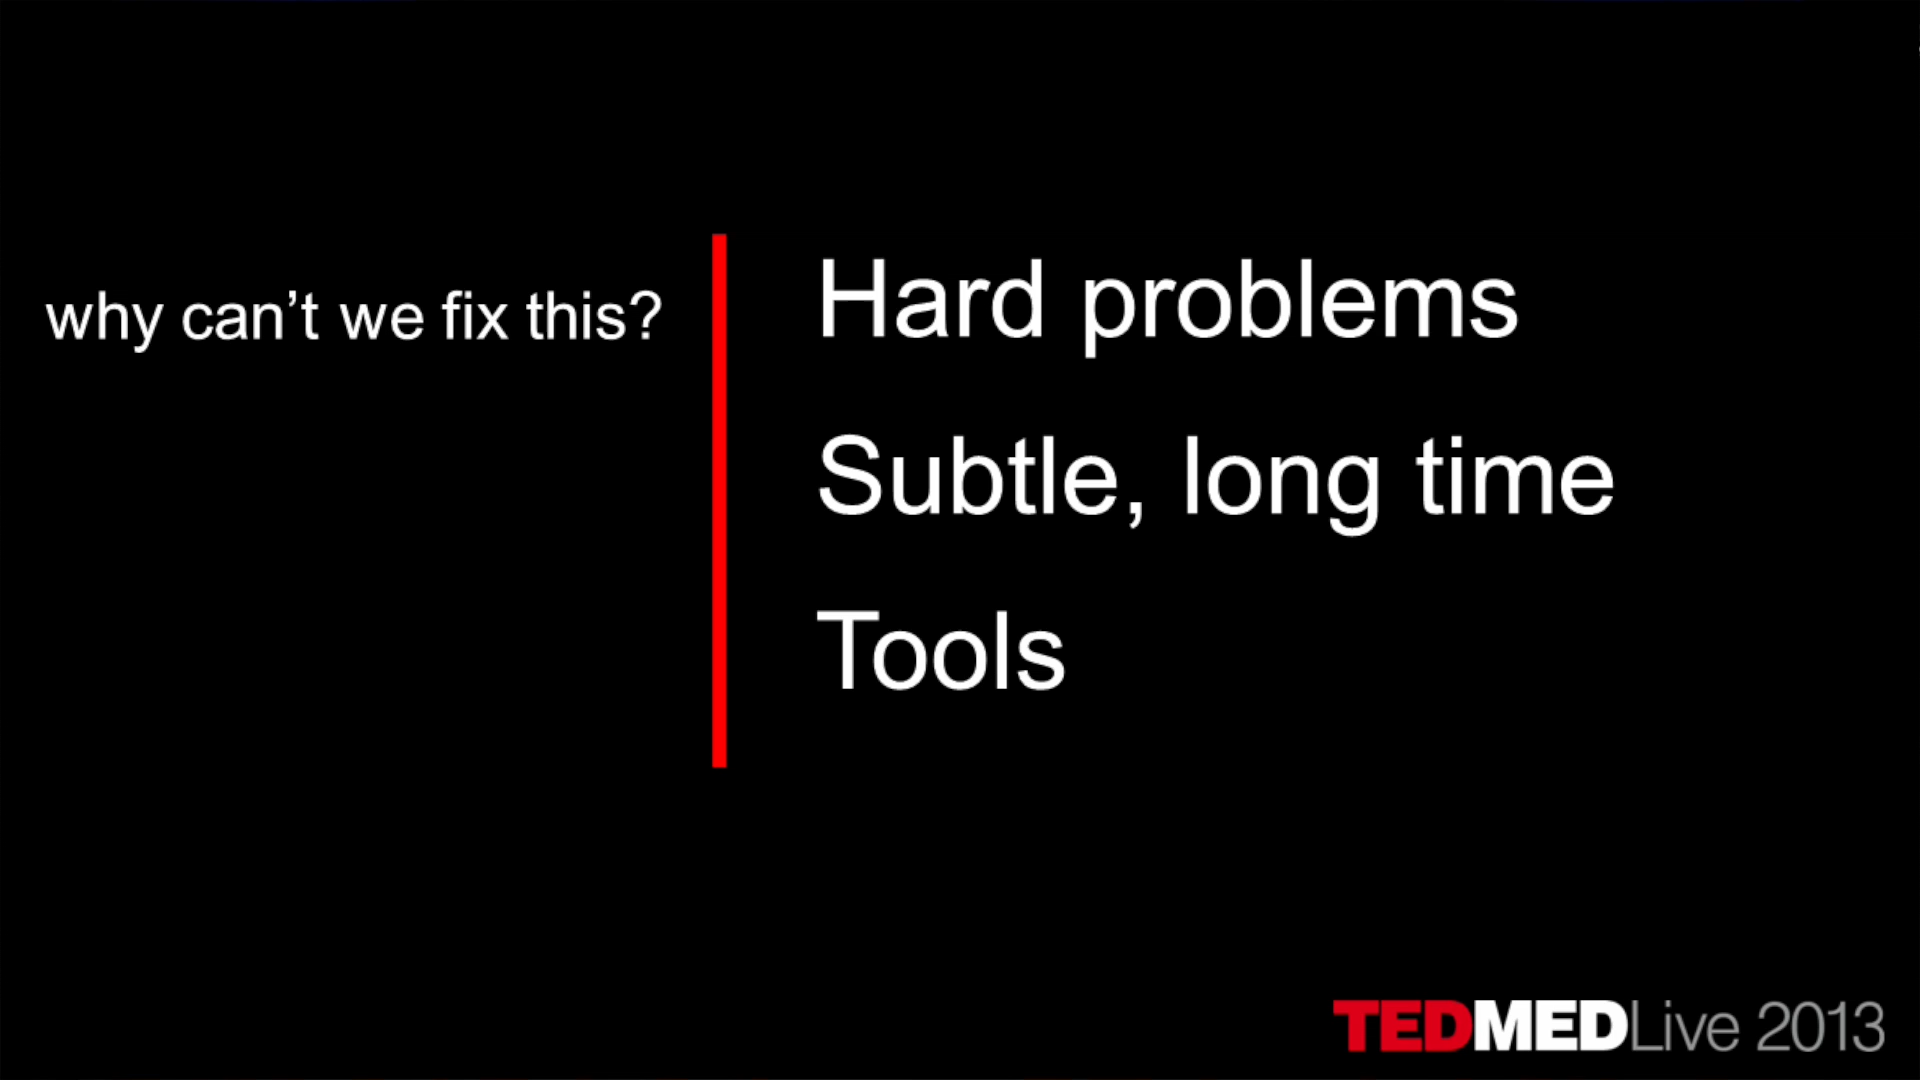 why can’t we fix this?
Hard problems
Subtle, long time
Tools
TEDMEDLive 2013